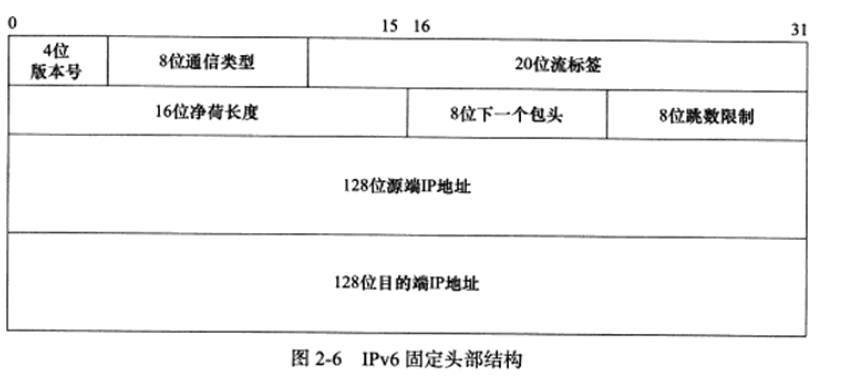 0 15 16 31
4位
版本号
8位通信类型
20位流标签
16位净荷长度
8位下一个包头
8位跳数限制
128位源端IP地址
128位目的端IP地址
图 2-6 IPv6 固定头部结构